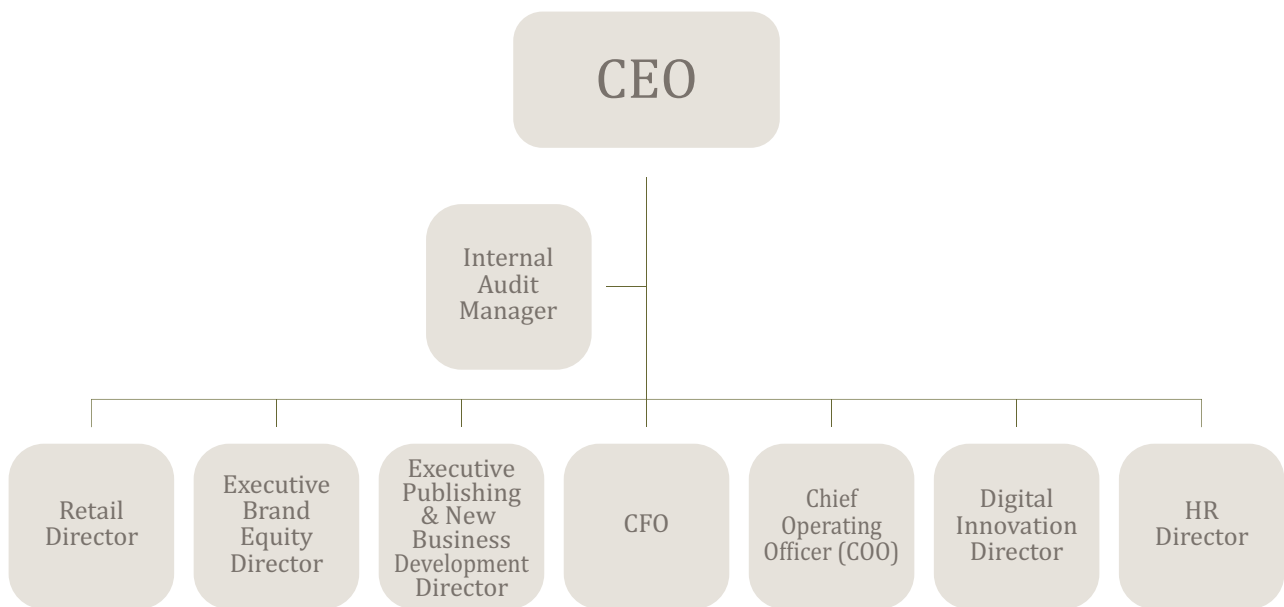 CEO
Internal
Audit
Manager
Retail
Director
Executive
Brand
Equity
Director
Executive
Publishing
& New
Business
Development
Director
CFO
Chief
Operating
Officer (COO)
Digital
Innovation
Director
HR
Director